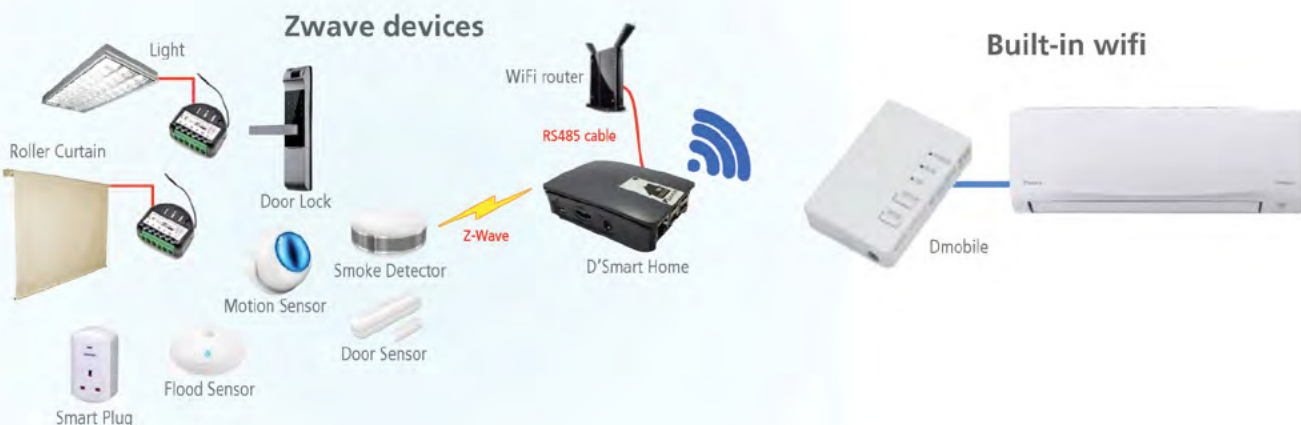 Zwave devices
Built-in wifi
Light
WiFi router
RS485 cable
Roller Curtain
Door Lock
Z-Wave
D'Smart Home
Dmobile
Smoke Detector
Motion Sensor
Door Sensor
Flood Sensor
Smart Plug